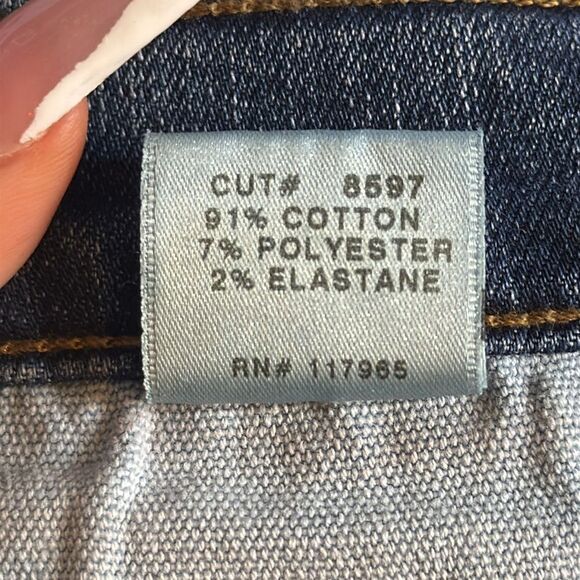 CUT# 8597
91% COTTON
7% POLYESTER
2% ELASTANE
RN# 117965